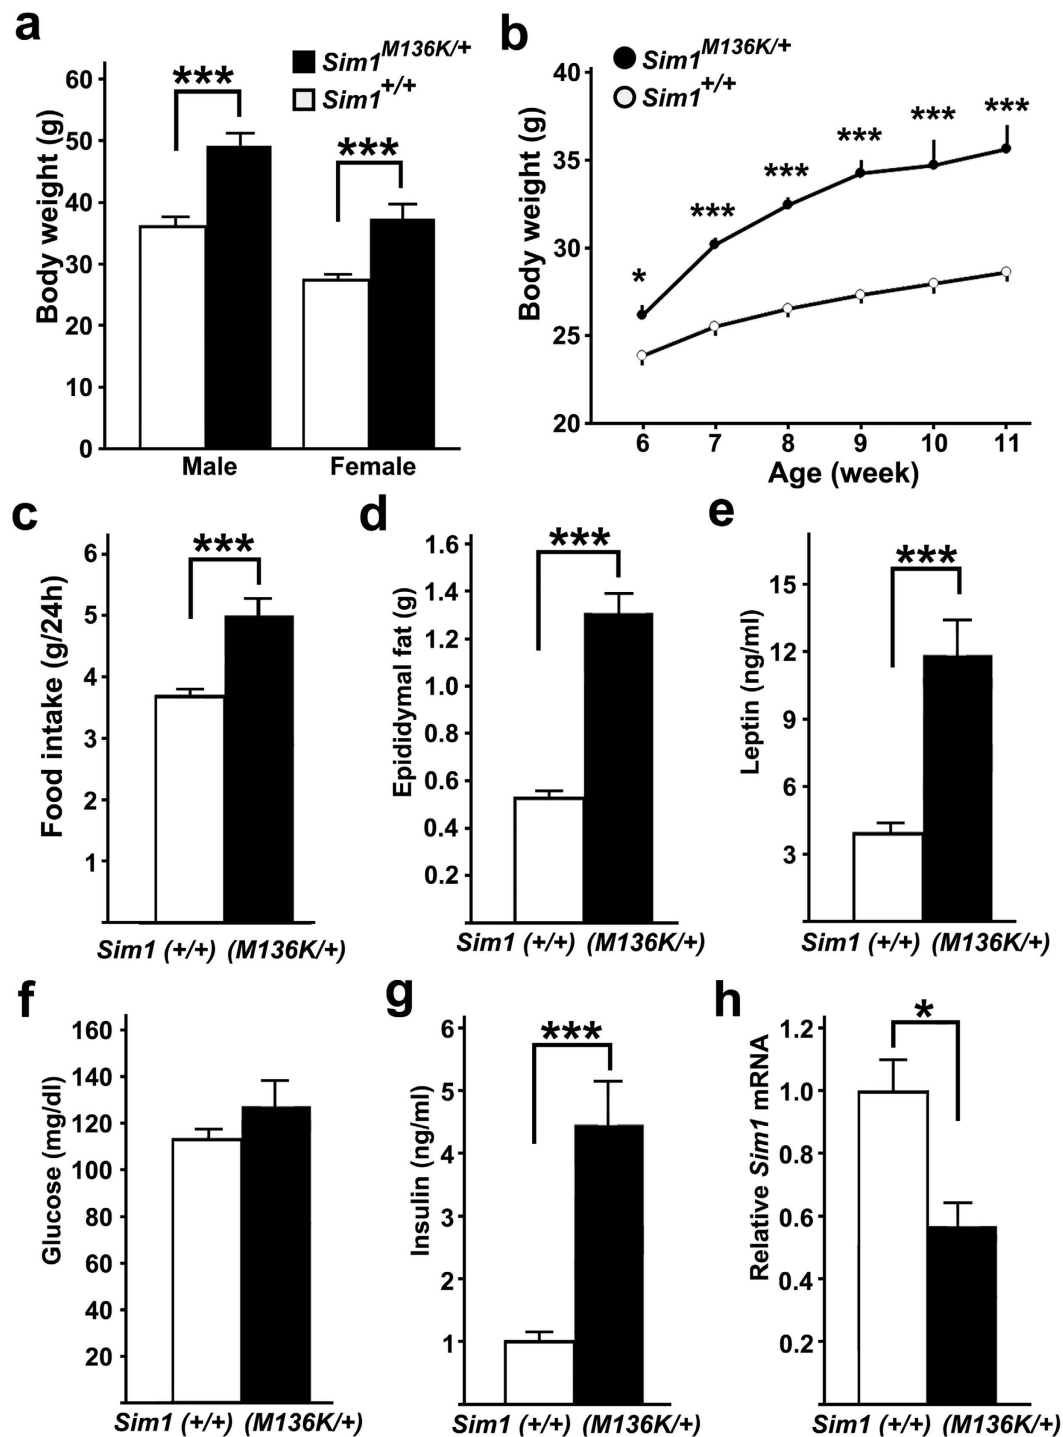 a
Sim1 M136K/+
Sim1 +/+
Body weight (g)
60
50
40
30
20
10
0
***
***
Male
Female
b
Sim1 M136K/+
Sim1 +/+
Body weight (g)
40
35
30
25
20
*
***
***
***
***
***
6 7 8 9 10 11
Age (week)
c
Food intake (g/24h)
6
5
4
3
2
1
***
Sim1 (+/+) (M136K/+)
d
Epididymal fat (g)
1.6
1.4
1.2
1.0
0.8
0.6
0.4
0.2
***
(+/+) (M136K/+)
Sim1
e
Leptin (ng/ml)
15
12
9
6
3
***
Sim1 (+/+) (M136K/+)
f
Glucose (mg/dl)
160
140
120
100
80
60
40
20
Sim1 (+/+) (M136K/+)
g
Insulin (ng/ml)
6
5
4
3
2
1
***
Sim1 (+/+) (M136K/+)
h
Relative Sim1 mRNA
1.2
1.0
0.8
0.6
0.4
0.2
*
Sim1 (+/+) (M136K/+)